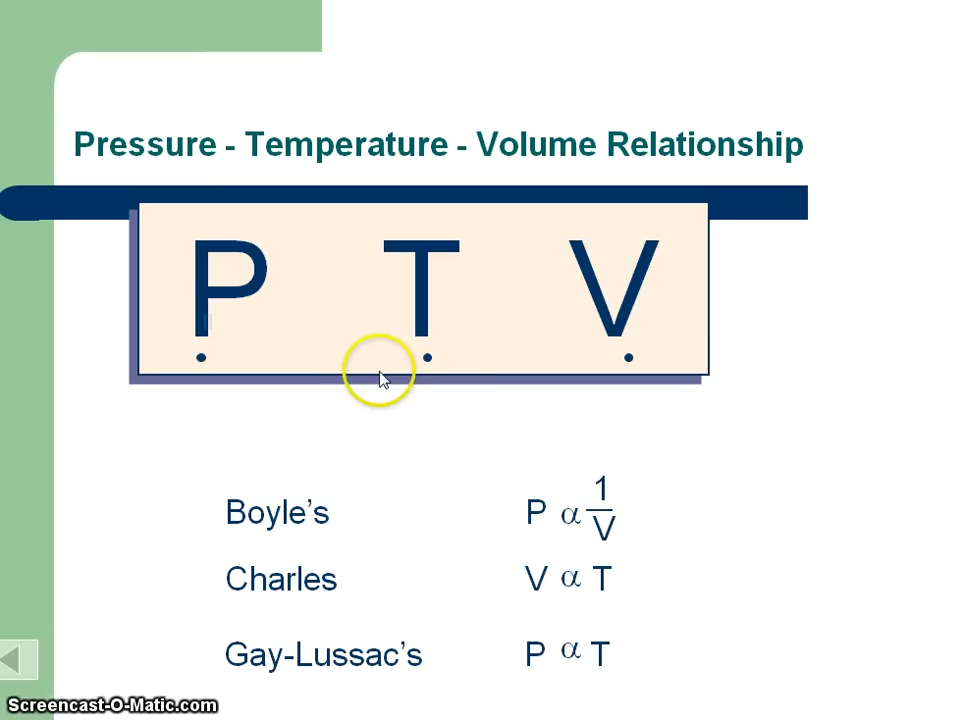 Pressure - Temperature - Volume Relationship
P T V
Boyle's P α 1/V
Charles V α T
Gay-Lussac's P α T
Screencast-O-Matic.com